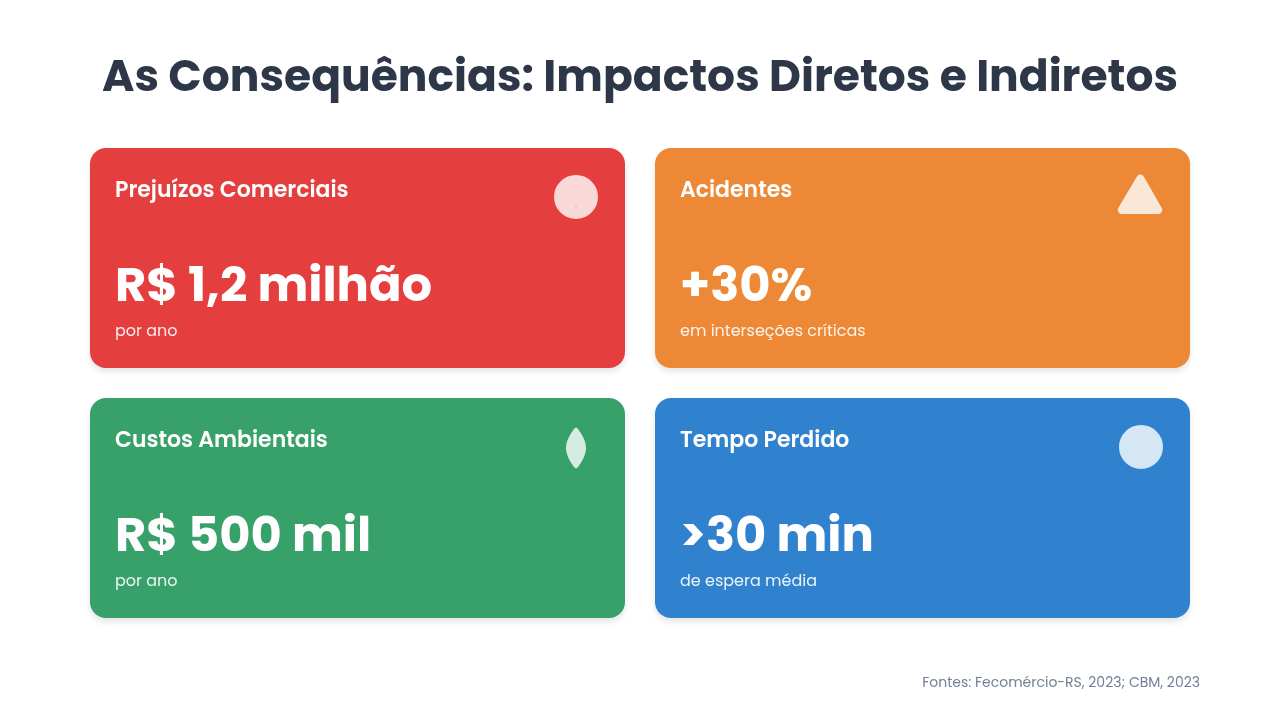 As Consequências: Impactos Diretos e Indiretos
Prejuízos Comerciais
R$ 1,2 milhão
por ano
Acidentes
+30%
em interseções críticas
Custos Ambientais
R$ 500 mil
por ano
Tempo Perdido
>30 min
de espera média
Fontes: Fecomércio-RS, 2023; CBM, 2023